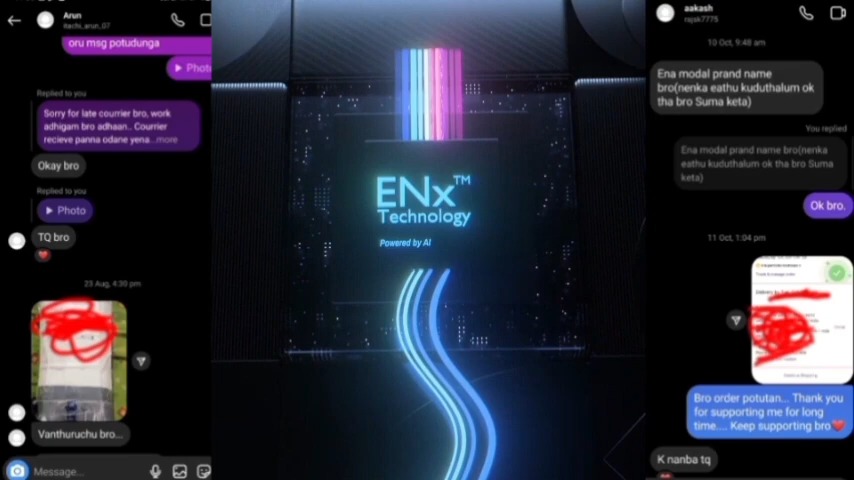 Arun
itachi_arun_07
oru msg potudunga
Photo
Replied to you
Sorry for late courrier bro, work
adhigam bro adhaan.. Courrier
recieve panna odane yena...more
Okay bro
Replied to you
Photo
TQ bro
23 Aug, 4:30 pm
Vanthuruchu bro...
Message...
ENx™
Technology
Powered by AI
aakash
rajsk7775
10 Oct, 9:48 am
Ena modal prand name
bro(nenka eathu kuduthalum ok
tha bro Suma keta)
You replied
Ena modal prand name bro(nenka
eathu kuduthalum ok tha bro Suma
keta)
Ok bro.
11 Oct, 1:04 pm
Bro order potutan... Thank you
for supporting me for long
time.... Keep supporting bro❤️
K nanba tq